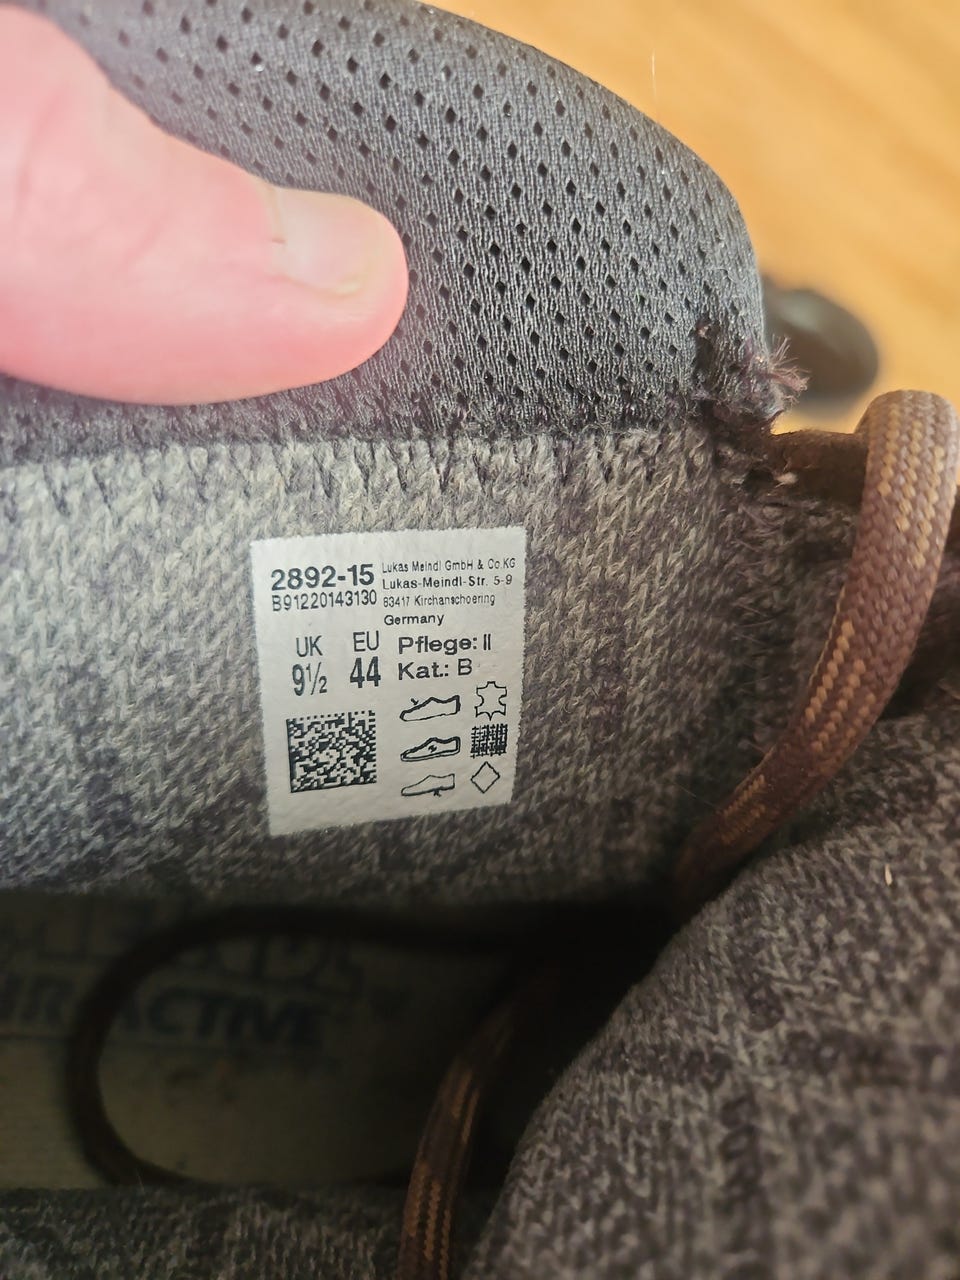 2892-15
B91220143130
Lukas Meindl GmbH & Co.KG
Lukas-Meindl-Str. 5-9
83417 Kirchanschoering
Germany
UK EU
9½ 44
Pflege: II
Kat.: B
ACTIVE